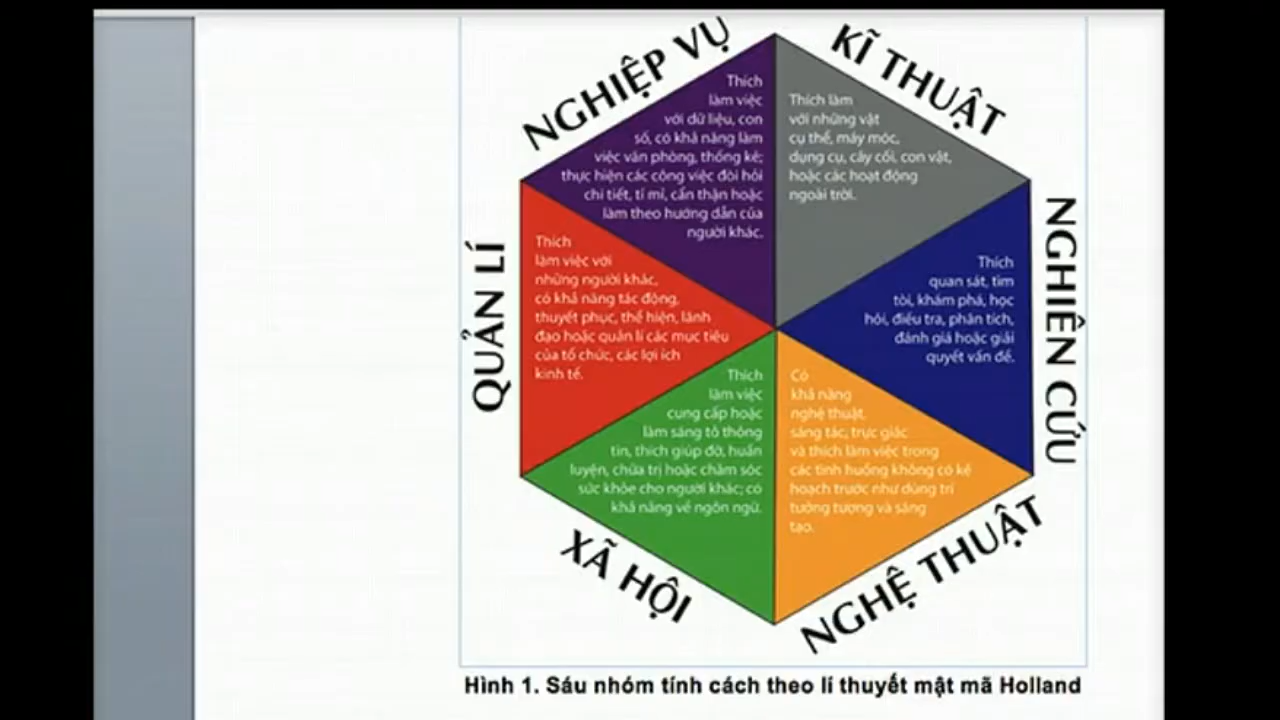 NGHIỆP VỤ
KĨ THUẬT
Thích
làm việc
với dữ liệu, con
số, có khả năng làm
việc văn phòng, thống kê;
thực hiện các công việc đòi hỏi
chi tiết, tỉ mỉ, cẩn thận hoặc
làm theo hướng dẫn của
người khác.
Thích làm
với những vật
cụ thể, máy móc,
dụng cụ, cây cối, con vật,
hoặc các hoạt động
ngoài trời.
QUẢN LÍ
Thích
làm việc với
những người khác,
có khả năng tác động,
thuyết phục, thể hiện, lãnh
đạo hoặc quản lí các mục tiêu
của tổ chức, các lợi ích
kinh tế.
NGHIÊN CỨU
Thích
quan sát, tìm
tòi, khám phá, học
hỏi, điều tra, phân tích,
đánh giá hoặc giải
quyết vấn đề.
Thích
làm việc
cung cấp hoặc
làm sáng tỏ thông
tin, thích giúp đỡ, huấn
luyện, chữa trị hoặc chăm sóc
sức khỏe cho người khác; có
khả năng về ngôn ngữ.
Có
khả năng
nghệ thuật,
sáng tác, trực giác
và thích làm việc trong
các tình huống không có kế
hoạch trước như dùng trí
tưởng tượng và sáng
tạo.
XÃ HỘI
NGHỆ THUẬT
Hình 1. Sáu nhóm tính cách theo lí thuyết mật mã Holland